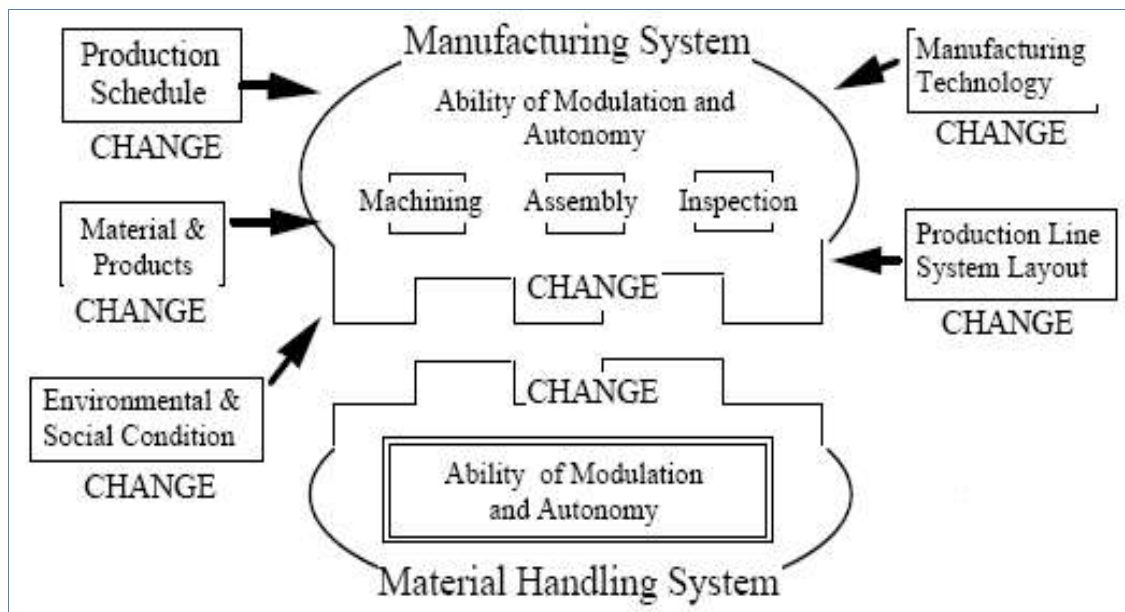 Manufacturing System
Production
Schedule
CHANGE
Manufacturing
Technology
CHANGE
Ability of Modulation and
Autonomy
Machining
Assembly
Inspection
Material &
Products
CHANGE
Production Line
System Layout
CHANGE
CHANGE
CHANGE
Environmental &
Social Condition
CHANGE
Ability of Modulation
and Autonomy
Material Handling System